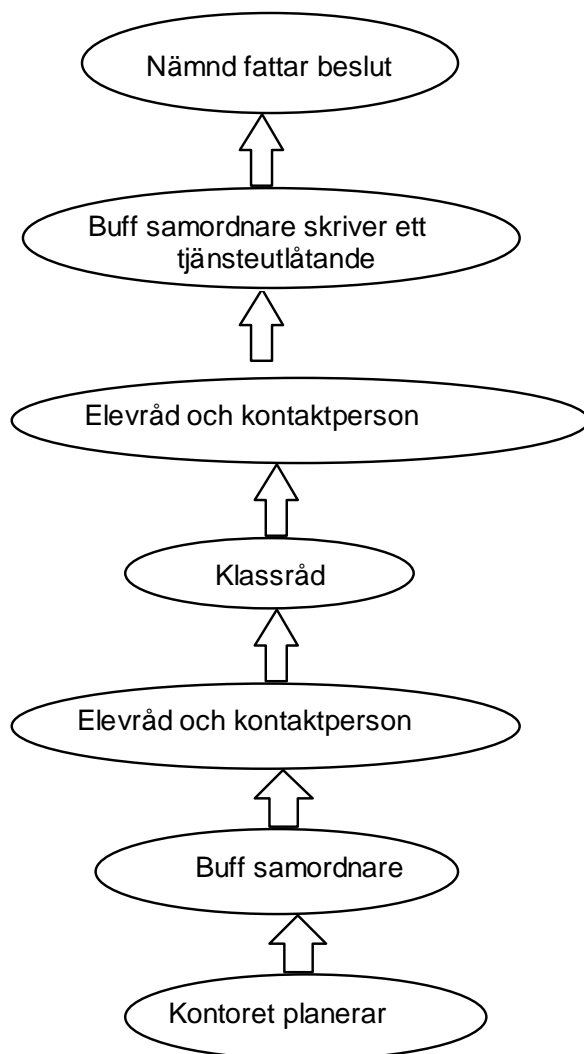 Nämnd fattar beslut
Buff samordnare skriver ett
tjänsteutlåtande
Elevråd och kontaktperson
Klassråd
Elevråd och kontaktperson
Buff samordnare
Kontoret planerar